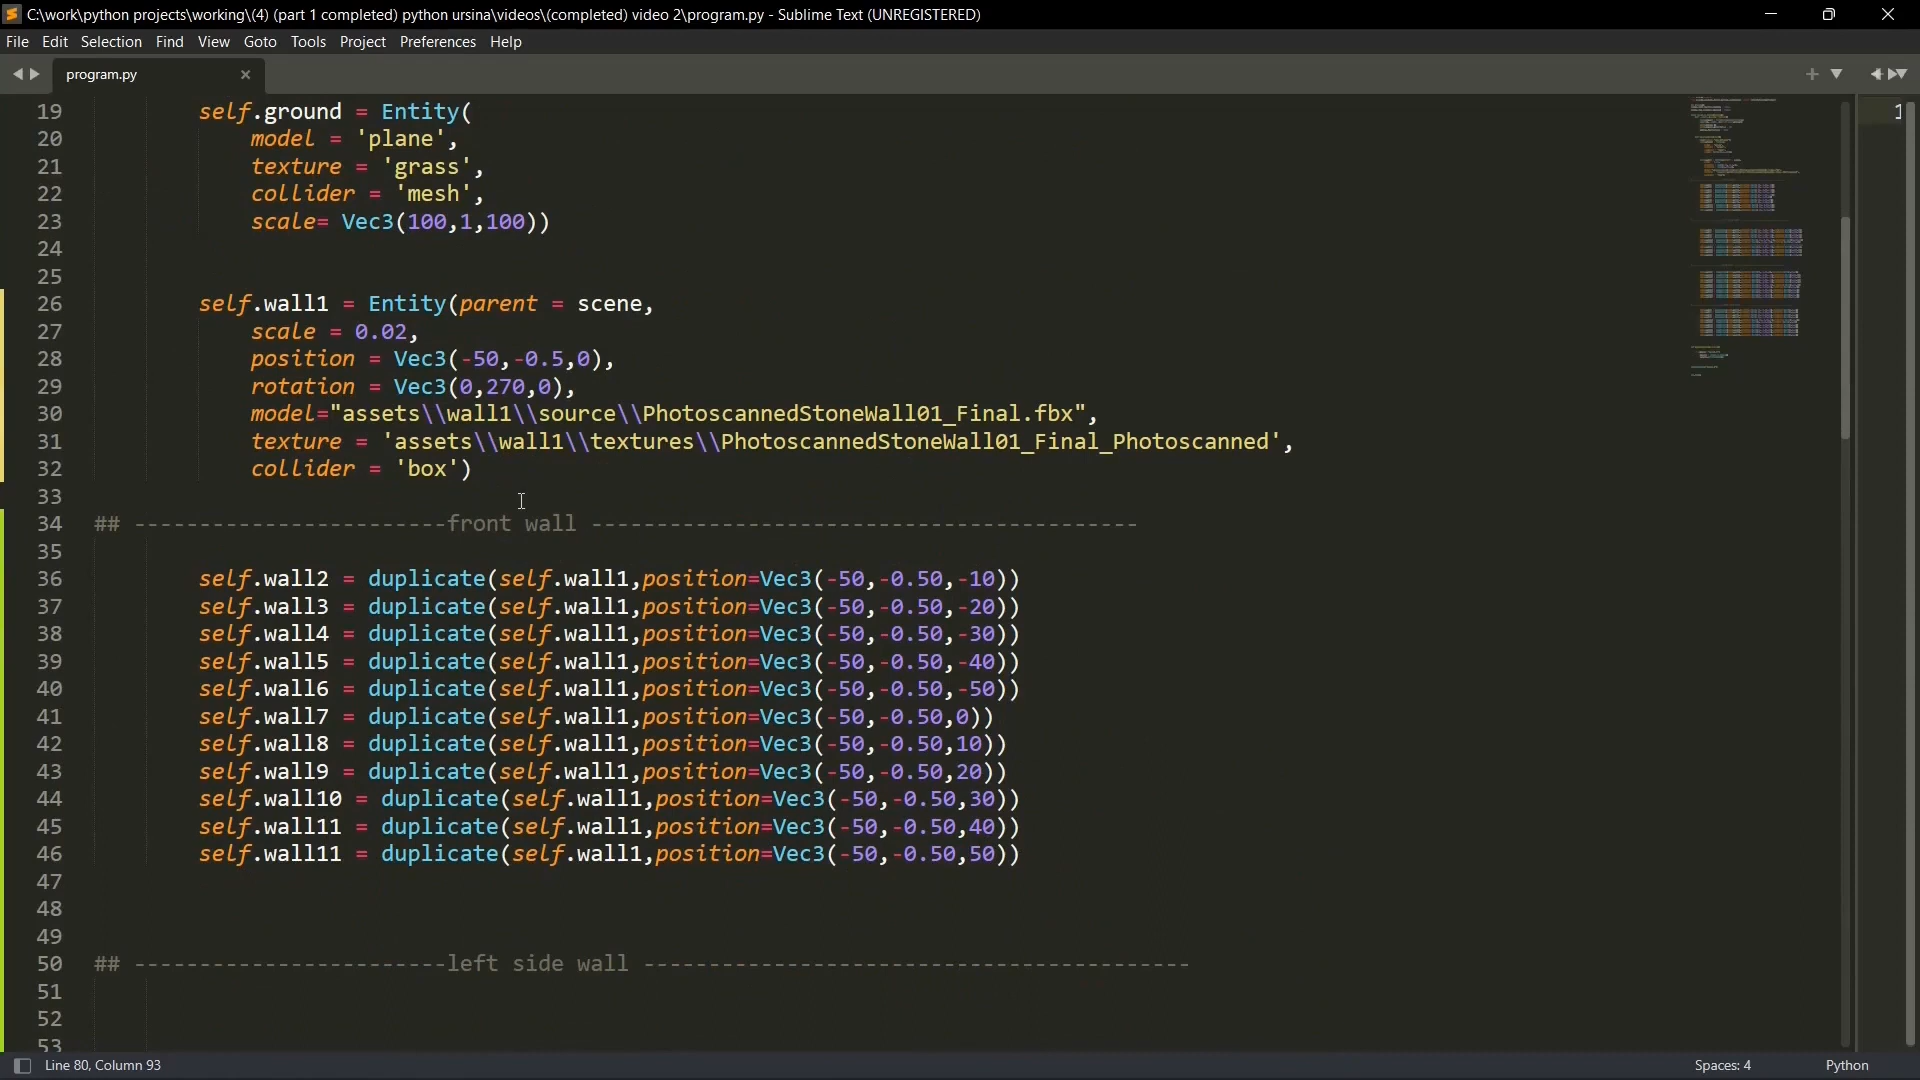 C:\work\python projects\working\(4) (part 1 completed) python ursina\videos\(completed) video 2\program.py - Sublime Text (UNREGISTERED)
File Edit Selection Find View Goto Tools Project Preferences Help
program.py
19 self.ground = Entity(
20 model = 'plane',
21 texture = 'grass',
22 collider = 'mesh',
23 scale= Vec3(100,1,100))
24
25
26 self.wall1 = Entity(parent = scene,
27 scale = 0.02,
28 position = Vec3(-50,-0.5,0),
29 rotation = Vec3(0,270,0),
30 model="assets\\wall1\\source\\PhotoscannedStoneWall01_Final.fbx",
31 texture = 'assets\\wall1\\textures\\PhotoscannedStoneWall01_Final_Photoscanned',
32 collider = 'box')
33
34 ## ------------------------front wall ------------------------------------------
35
36 self.wall2 = duplicate(self.wall1,position=Vec3(-50,-0.50,-10))
37 self.wall3 = duplicate(self.wall1,position=Vec3(-50,-0.50,-20))
38 self.wall4 = duplicate(self.wall1,position=Vec3(-50,-0.50,-30))
39 self.wall5 = duplicate(self.wall1,position=Vec3(-50,-0.50,-40))
40 self.wall6 = duplicate(self.wall1,position=Vec3(-50,-0.50,-50))
41 self.wall7 = duplicate(self.wall1,position=Vec3(-50,-0.50,0))
42 self.wall8 = duplicate(self.wall1,position=Vec3(-50,-0.50,10))
43 self.wall9 = duplicate(self.wall1,position=Vec3(-50,-0.50,20))
44 self.wall10 = duplicate(self.wall1,position=Vec3(-50,-0.50,30))
45 self.wall11 = duplicate(self.wall1,position=Vec3(-50,-0.50,40))
46 self.wall11 = duplicate(self.wall1,position=Vec3(-50,-0.50,50))
47
48
49
50 ## ------------------------left side wall ------------------------------------------
51
52
53
1
Line 80, Column 93 Spaces: 4 Python